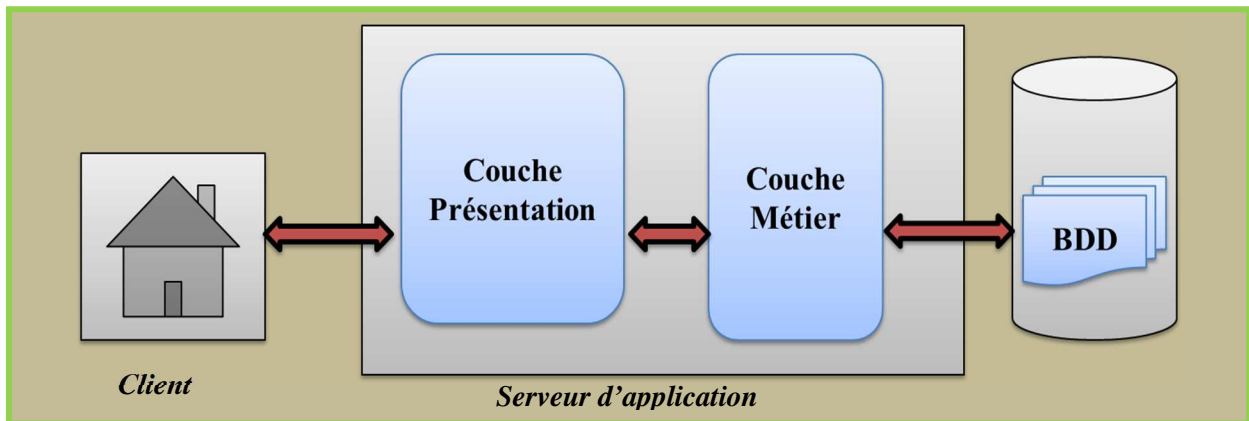 Couche
Présentation
Couche
Métier
BDD
Client
Serveur d'application